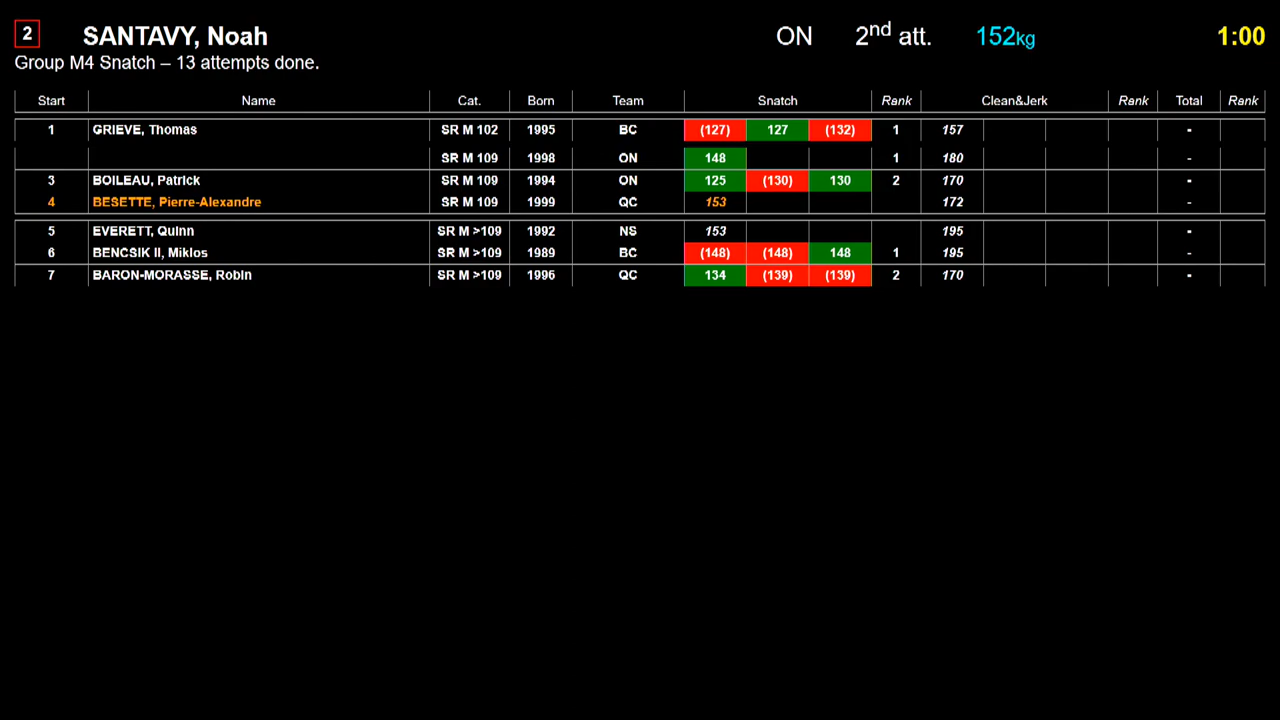 2 SANTAVY, Noah ON 2nd att. 152kg 1:00
Group M4 Snatch – 13 attempts done.
Start Name Cat. Born Team Snatch Rank Clean&Jerk Rank Total Rank
1 GRIEVE, Thomas SR M 102 1995 BC (127) 127 (132) 1 157 -
SR M 109 1998 ON 148 1 180 -
3 BOILEAU, Patrick SR M 109 1994 ON 125 (130) 130 2 170 -
4 BESETTE, Pierre-Alexandre SR M 109 1999 QC 153 172 -
5 EVERETT, Quinn SR M >109 1992 NS 153 195 -
6 BENCSIK II, Miklos SR M >109 1989 BC (148) (148) 148 1 195 -
7 BARON-MORASSE, Robin SR M >109 1996 QC 134 (139) (139) 2 170 -